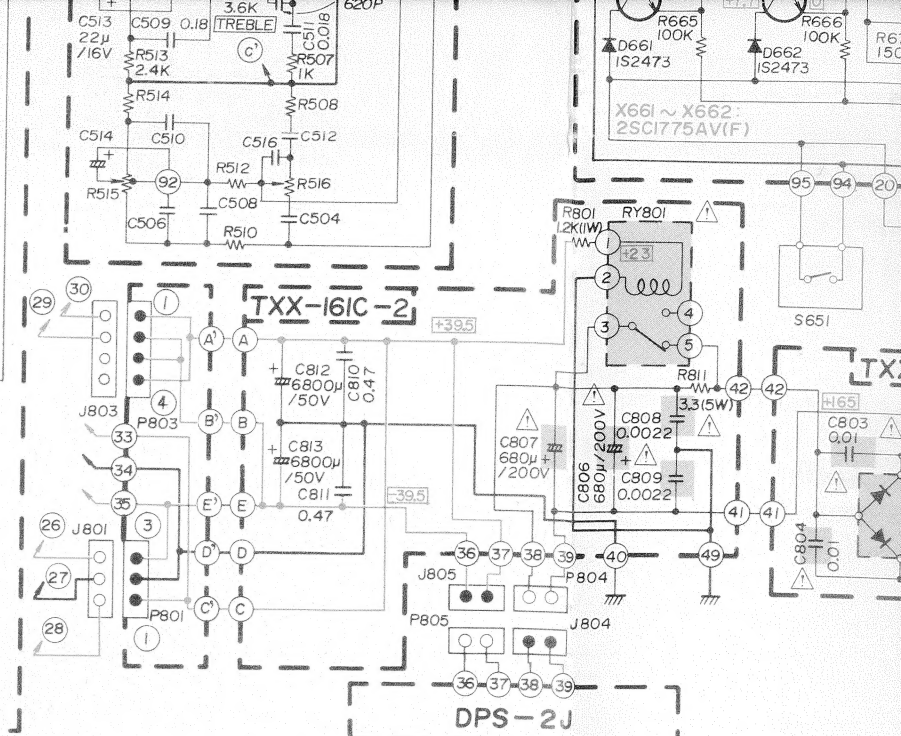 C513
22μ
/16V
C509
0.18
3.6K
TREBLE
C'
C511
0.018
620P
R513
2.4K
R507
1K
R514
R508
C510
C512
C514
C516
R512
R515
92
R516
C506
C508
C504
R510
R665
100K
R666
100K
D661
1S2473
D662
1S2473
X661~X662:
2SC1775AV(F)
95
94
20
S651
R801
1.2K(1W)
RY801
+23
1
2
3
4
5
30
29
TXX-161C-2
+39.5
1
A'
A
4
J803
P803
C812
6800μ
/50V
C810
0.47
B'
B
33
34
35
C813
6800μ
/50V
C811
0.47
-39.5
E'
E
R811
3.3(5W)
42
42
C807
680μ
/200V
C806
680μ/200V
C808
0.0022
C809
0.0022
41
41
+165
C803
0.01
C804
0.01
26
J801
3
27
28
D'
D
C'
C
P801
1
36
37
38
39
40
49
J805
P804
P805
J804
36
37
38
39
DPS-2J